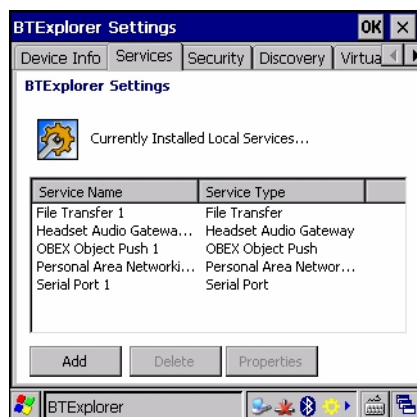 BTExplorer Settings OK
Device Info Services Security Discovery Virtua
BTExplorer Settings
Currently Installed Local Services...
Service Name Service Type
File Transfer 1 File Transfer
Headset Audio Gatewa... Headset Audio Gateway
OBEX Object Push 1 OBEX Object Push
Personal Area Networki... Personal Area Networ...
Serial Port 1 Serial Port
Add Delete Properties
BTExplorer